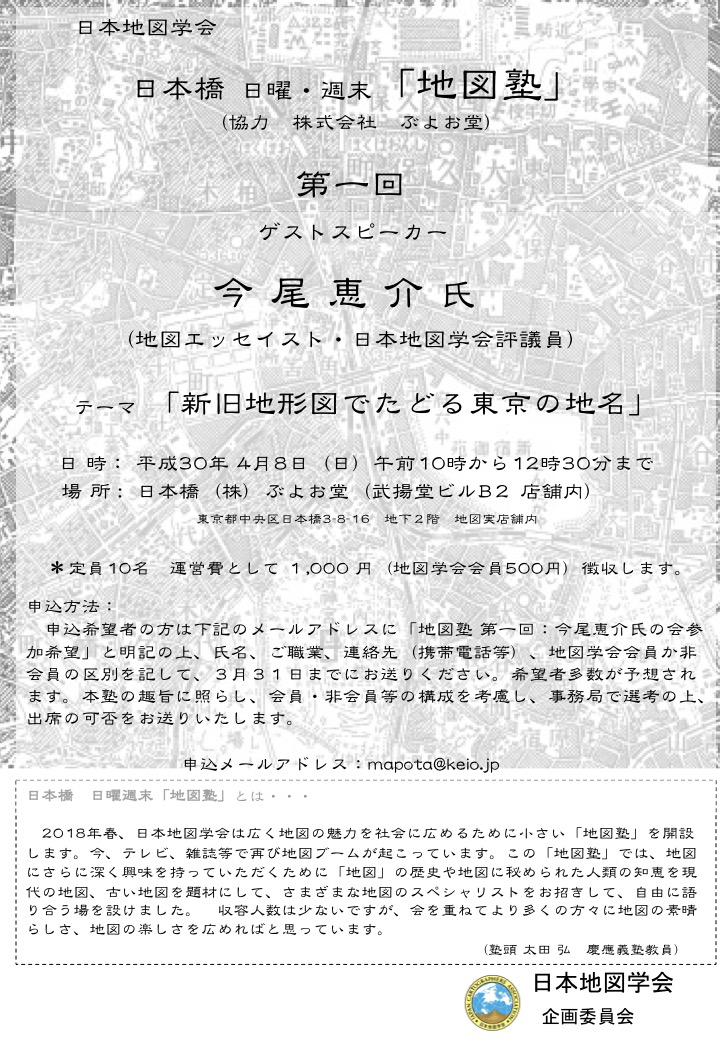 日本地図学会
日本橋 日曜・週末 「地図塾」
(協力　株式会社　ぶよお堂)
第一回
ゲストスピーカー
今尾恵介 氏
(地図エッセイスト・日本地図学会評議員)
テーマ 「新旧地形図でたどる東京の地名」
日 時： 平成30年 4月8日（日）午前10時から12時30分まで
場 所： 日本橋（株）ぶよお堂（武揚堂ビルB2 店舗内）
東京都中央区日本橋3-8-16　地下2階　地図実店舗内
＊定員10名　運営費として 1,000 円（地図学会会員500円）徴収します。
申込方法：
申込希望者の方は下記のメールアドレスに「地図塾 第一回：今尾恵介氏の会参
加希望」と明記の上、氏名、ご職業、連絡先（携帯電話等）、地図学会会員か非
会員の区別を記して、３月３１日までにお送りください。希望者多数が予想され
ます。本塾の趣旨に照らし、会員・非会員等の構成を考慮し、事務局で選考の上、
出席の可否をお送りいたします。
申込メールアドレス：mapota@keio.jp
日本橋　日曜週末「地図塾」とは・・・
2018年春、日本地図学会は広く地図の魅力を社会に広めるために小さい「地図塾」を開設
します。今、テレビ、雑誌等で再び地図ブームが起こっています。この「地図塾」では、地図
にさらに深く興味を持っていただくために「地図」の歴史や地図に秘められた人類の知恵を現
代の地図、古い地図を題材にして、さまざまな地図のスペシャリストをお招きして、自由に語
り合う場を設けました。　収容人数は少ないですが、会を重ねてより多くの方々に地図の素晴
らしさ、地図の楽しさを広めればと思っています。
(塾頭 太田 弘　慶應義塾教員)
日本地図学会
企画委員会